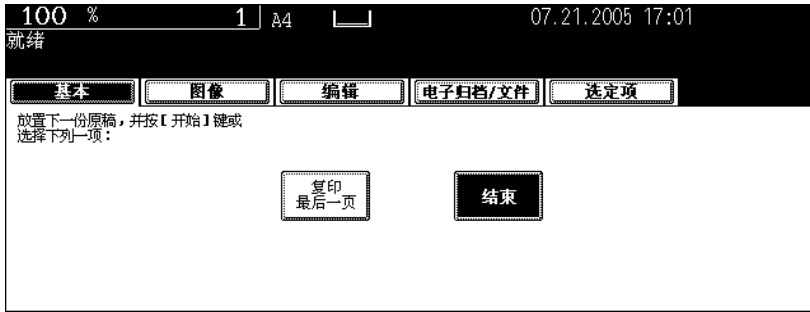 100 % 1 A4 07.21.2005 17:01
就绪
基本 图像 编辑 电子归档/文件 选定项
放置下一份原稿，并按[开始]键或
选择下列一项：
复印
最后一页
结束